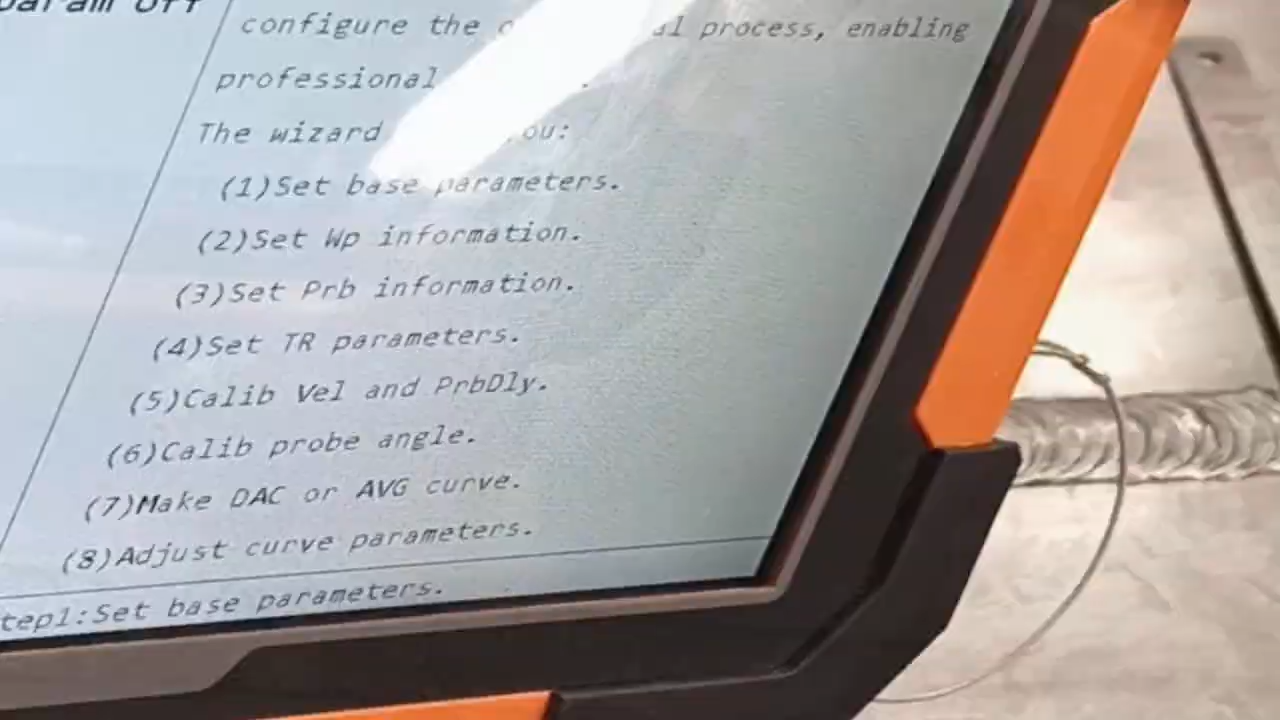 param Off
configure the process, enabling
professional
The wizard
(1)Set base parameters.
(2)Set Wp information.
(3)Set Prb information.
(4)Set TR parameters.
(5)Calib Vel and PrbDly.
(6)Calib probe angle.
(7)Make DAC or AVG curve.
(8)Adjust curve parameters.
tep1:Set base parameters.